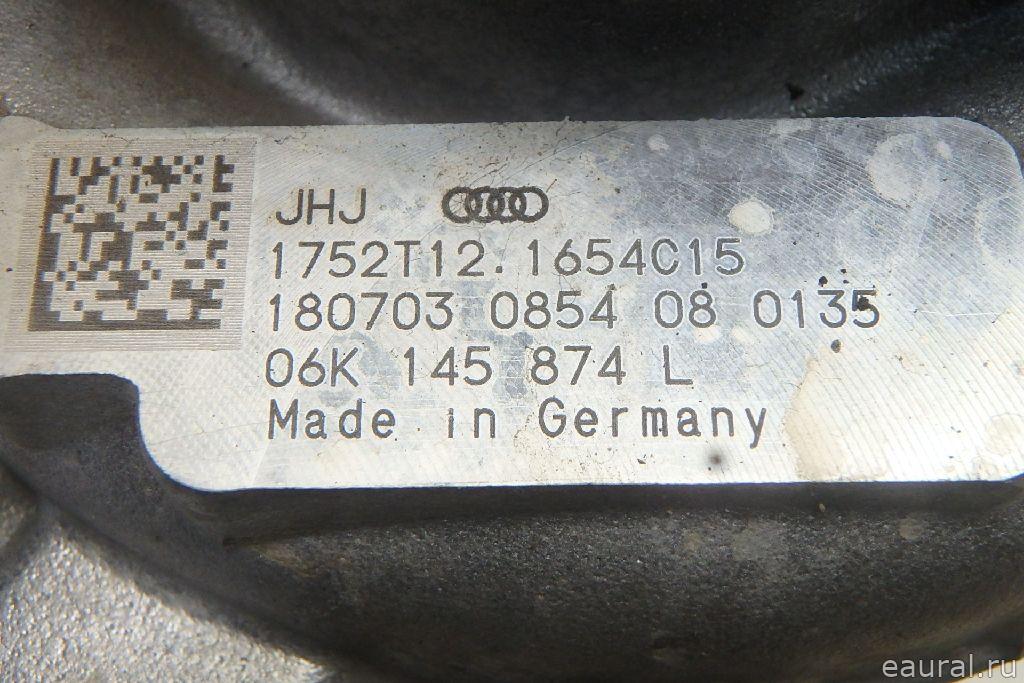 JHJ
1752T12.1654C15
180703 0854 08 0135
06K 145 874 L
Made in Germany
eaural.ru